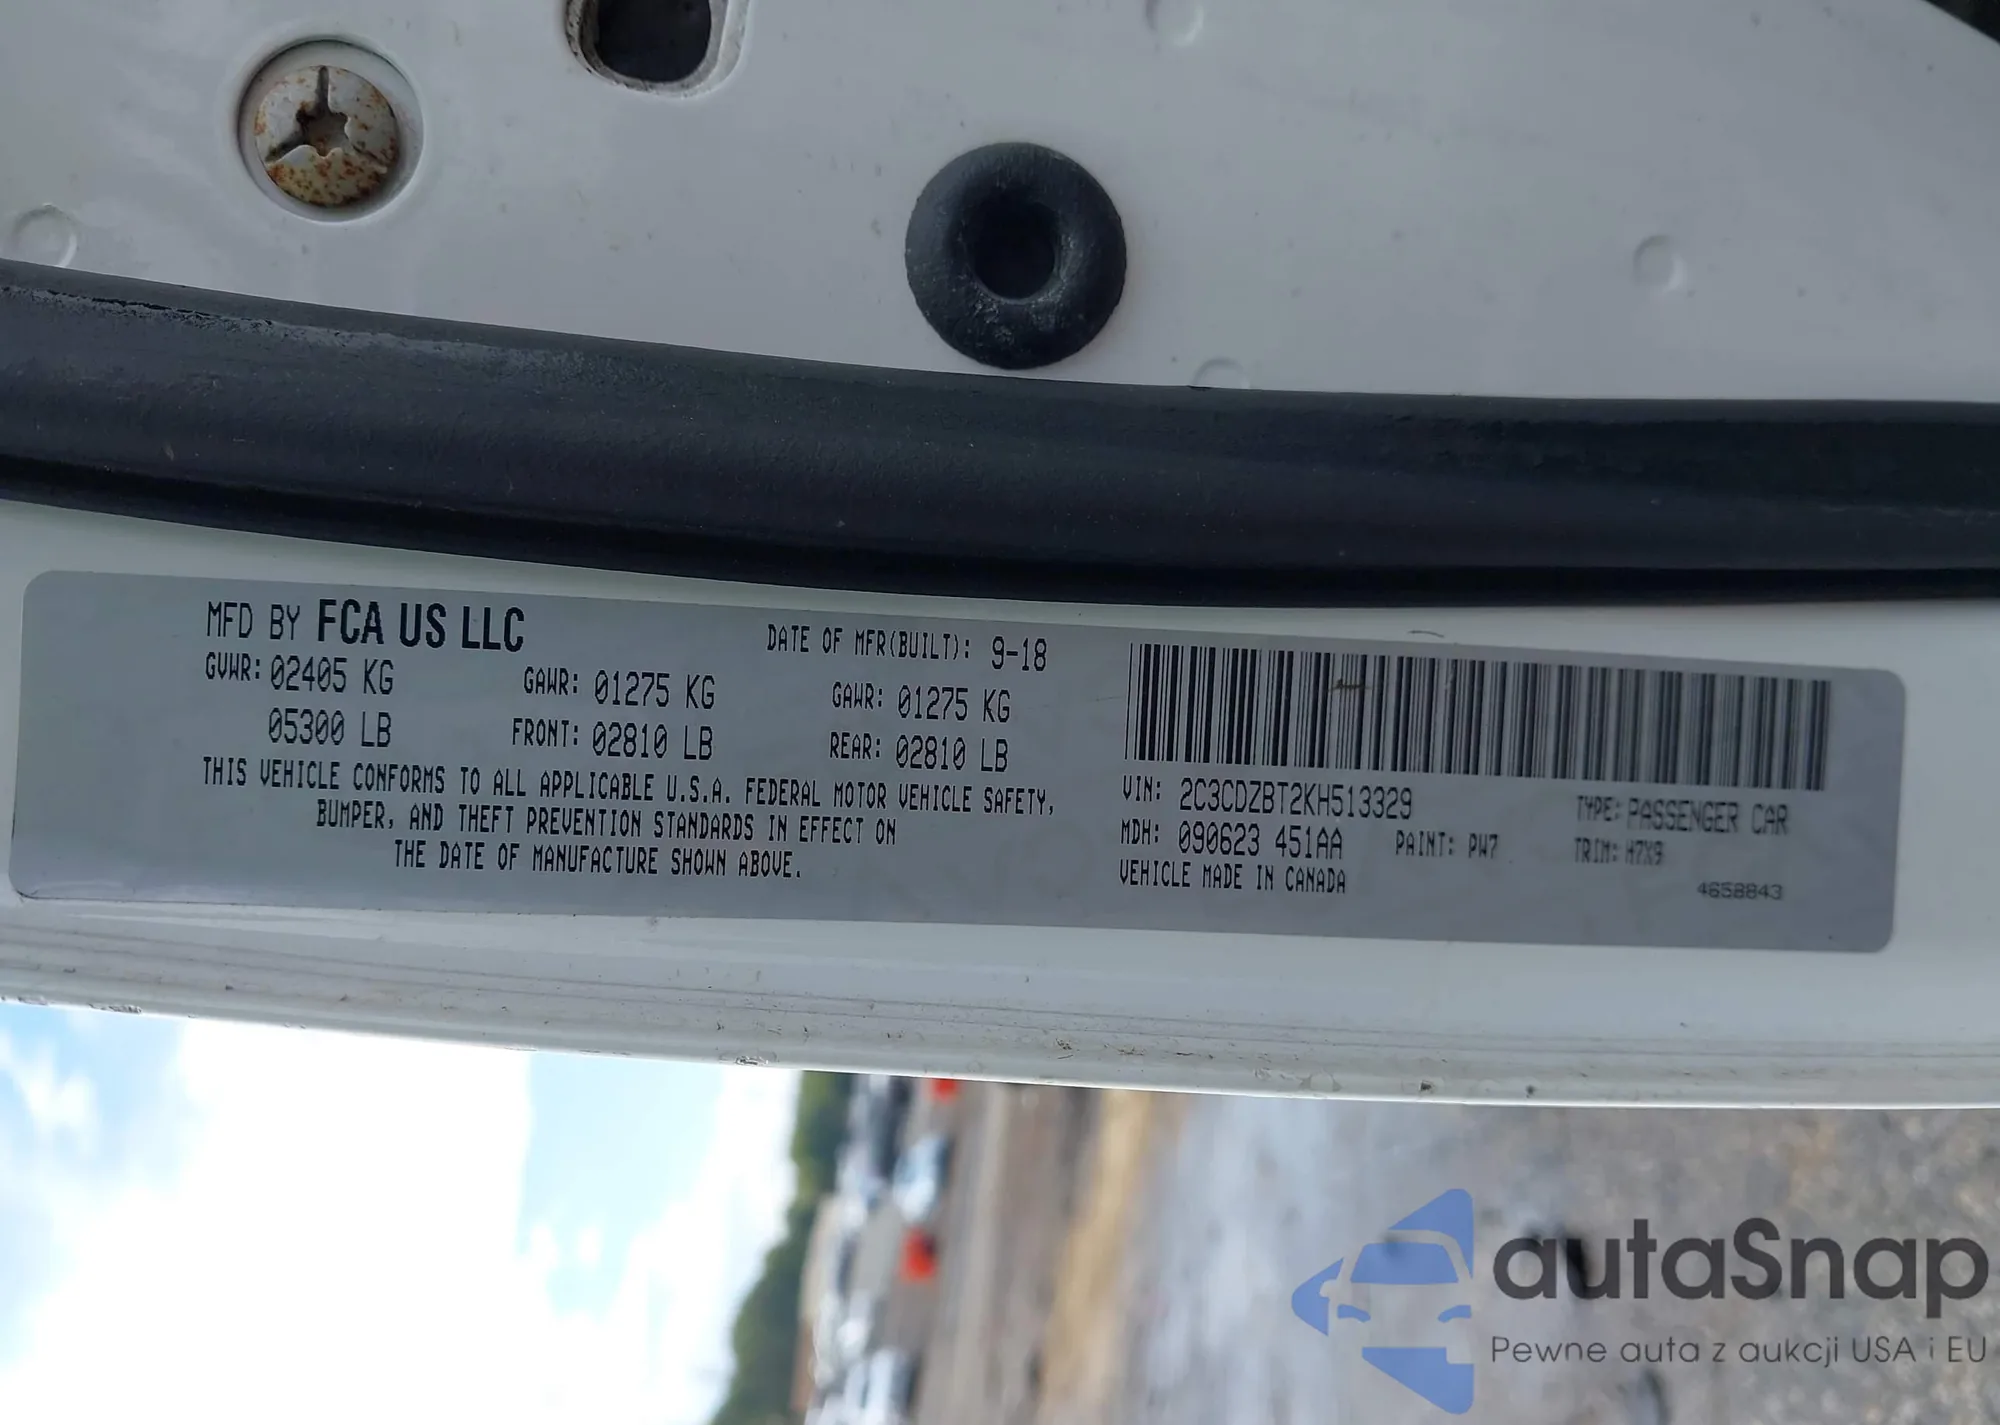 MFD BY FCA US LLC
DATE OF MFR(BUILT): 9-18
GVWR: 02405 KG
05300 LB
GAWR: 01275 KG
FRONT: 02810 LB
GAWR: 01275 KG
REAR: 02810 LB
THIS VEHICLE CONFORMS TO ALL APPLICABLE U.S.A. FEDERAL MOTOR VEHICLE SAFETY,
BUMPER, AND THEFT PREVENTION STANDARDS IN EFFECT ON
THE DATE OF MANUFACTURE SHOWN ABOVE.
VIN: 2C3CDZBT2KH513329
TYPE: PASSENGER CAR
MDH: 090623 451AA
PAINT: PW7
TRIM: H7X9
VEHICLE MADE IN CANADA
4658843
autaSnap
Pewne auta z aukcji USA i EU